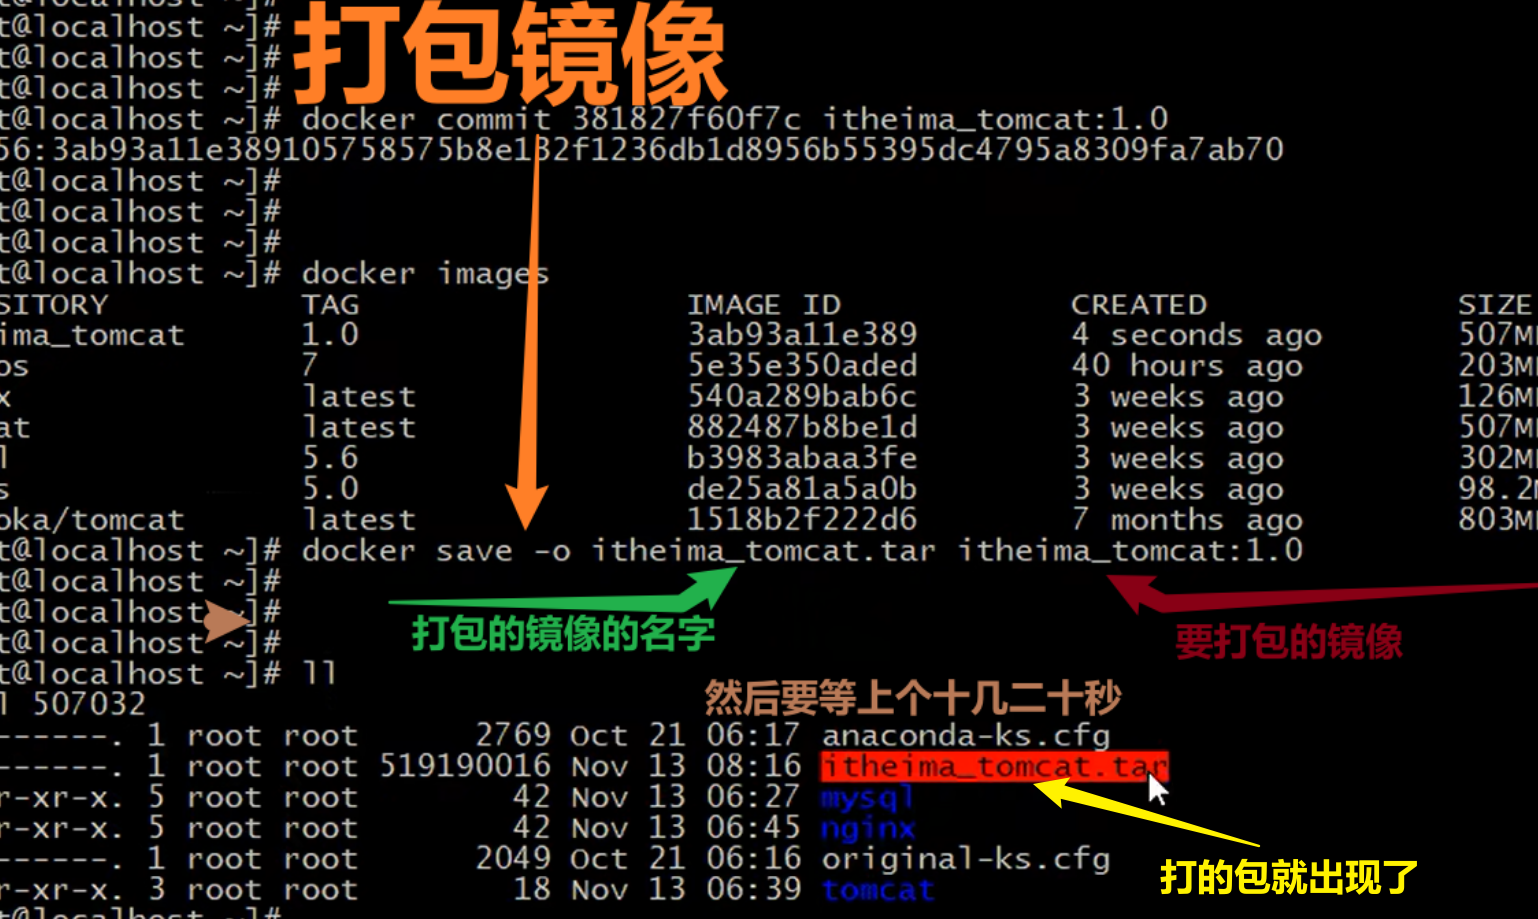 t@localhost ~]#
t@localhost ~]#
t@localhost ~]#
t@localhost ~]#
打包镜像
t@localhost ~]# docker commit 381827f60f7c itheima_tomcat:1.0
56:3ab93a11e389105758575b8e132f1236db1d8956b55395dc4795a8309fa7ab70
t@localhost ~]#
t@localhost ~]#
t@localhost ~]#
t@localhost ~]# docker images
SITORY TAG IMAGE ID CREATED SIZE
ima_tomcat 1.0 3ab93a11e389 4 seconds ago 507M
os 7 5e35e350aded 40 hours ago 203M
x latest 540a289bab6c 3 weeks ago 126M
at latest 882487b8be1d 3 weeks ago 507M
l 5.6 b3983abaa3fe 3 weeks ago 302M
s 5.0 de25a81a5a0b 3 weeks ago 98.2M
oka/tomcat latest 1518b2f222d6 7 months ago 803M
t@localhost ~]# docker save -o itheima_tomcat.tar itheima_tomcat:1.0
t@localhost ~]#
t@localhost ~]#
打包的镜像的名字
要打包的镜像
t@localhost ~]#
t@localhost ~]# ll
l 507032
然后要等上个十几二十秒
------. 1 root root 2769 Oct 21 06:17 anaconda-ks.cfg
------. 1 root root 519190016 Nov 13 08:16 itheima_tomcat.tar
r-xr-x. 5 root root 42 Nov 13 06:27 mysql
r-xr-x. 5 root root 42 Nov 13 06:45 nginx
------. 1 root root 2049 Oct 21 06:16 original-ks.cfg
打的包就出现了
r-xr-x. 3 root root 18 Nov 13 06:39 tomcat
t@localhost ~]#